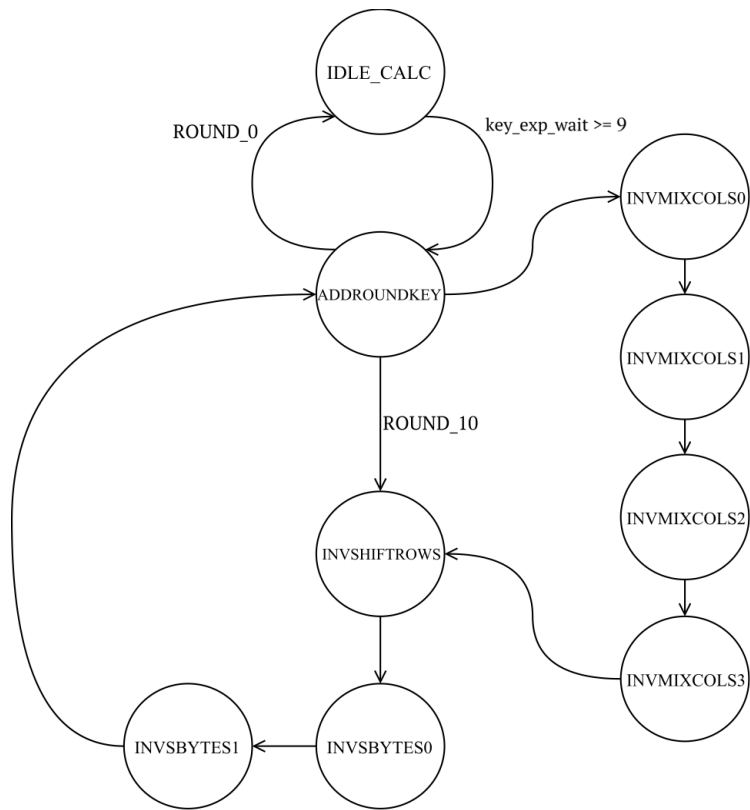 IDLE_CALC
ROUND_0
key_exp_wait >= 9
INVMIXCOLS0
ADDROUNDKEY
INVMIXCOLS1
ROUND_10
INVMIXCOLS2
INVSHIFTROWS
INVMIXCOLS3
INVSBYTES1
INVSBYTES0